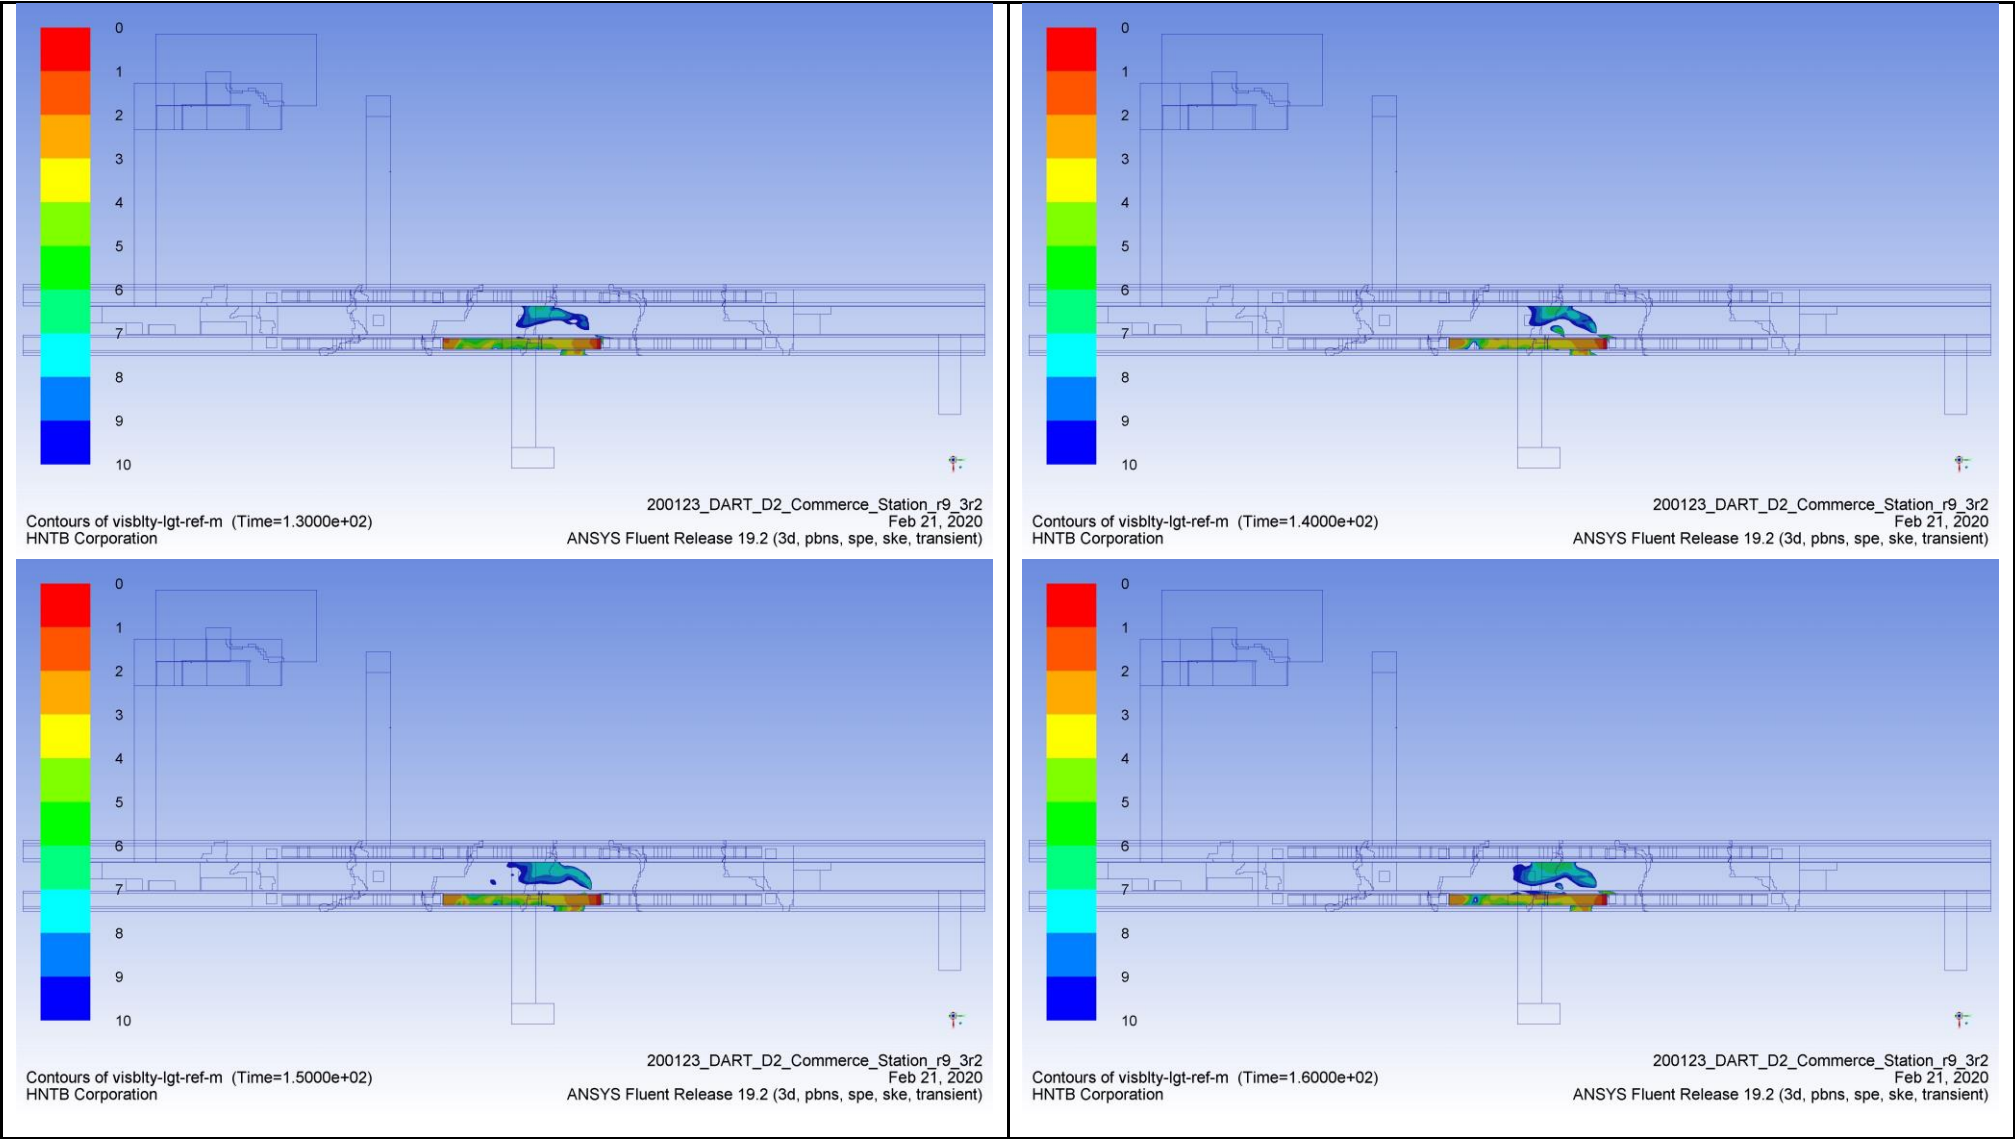 0
1
2
3
4
5
6
7
8
9
10
200123_DART_D2_Commerce_Station_r9_3r2
Contours of visblty-lgt-ref-m (Time=1.3000e+02)
Feb 21, 2020
HNTB Corporation
ANSYS Fluent Release 19.2 (3d, pbns, spe, ske, transient)
0
1
2
3
4
5
6
7
8
9
10
200123_DART_D2_Commerce_Station_r9_3r2
Contours of visblty-lgt-ref-m (Time=1.4000e+02)
Feb 21, 2020
HNTB Corporation
ANSYS Fluent Release 19.2 (3d, pbns, spe, ske, transient)
0
1
2
3
4
5
6
7
8
9
10
200123_DART_D2_Commerce_Station_r9_3r2
Contours of visblty-lgt-ref-m (Time=1.5000e+02)
Feb 21, 2020
HNTB Corporation
ANSYS Fluent Release 19.2 (3d, pbns, spe, ske, transient)
0
1
2
3
4
5
6
7
8
9
10
200123_DART_D2_Commerce_Station_r9_3r2
Contours of visblty-lgt-ref-m (Time=1.6000e+02)
Feb 21, 2020
HNTB Corporation
ANSYS Fluent Release 19.2 (3d, pbns, spe, ske, transient)